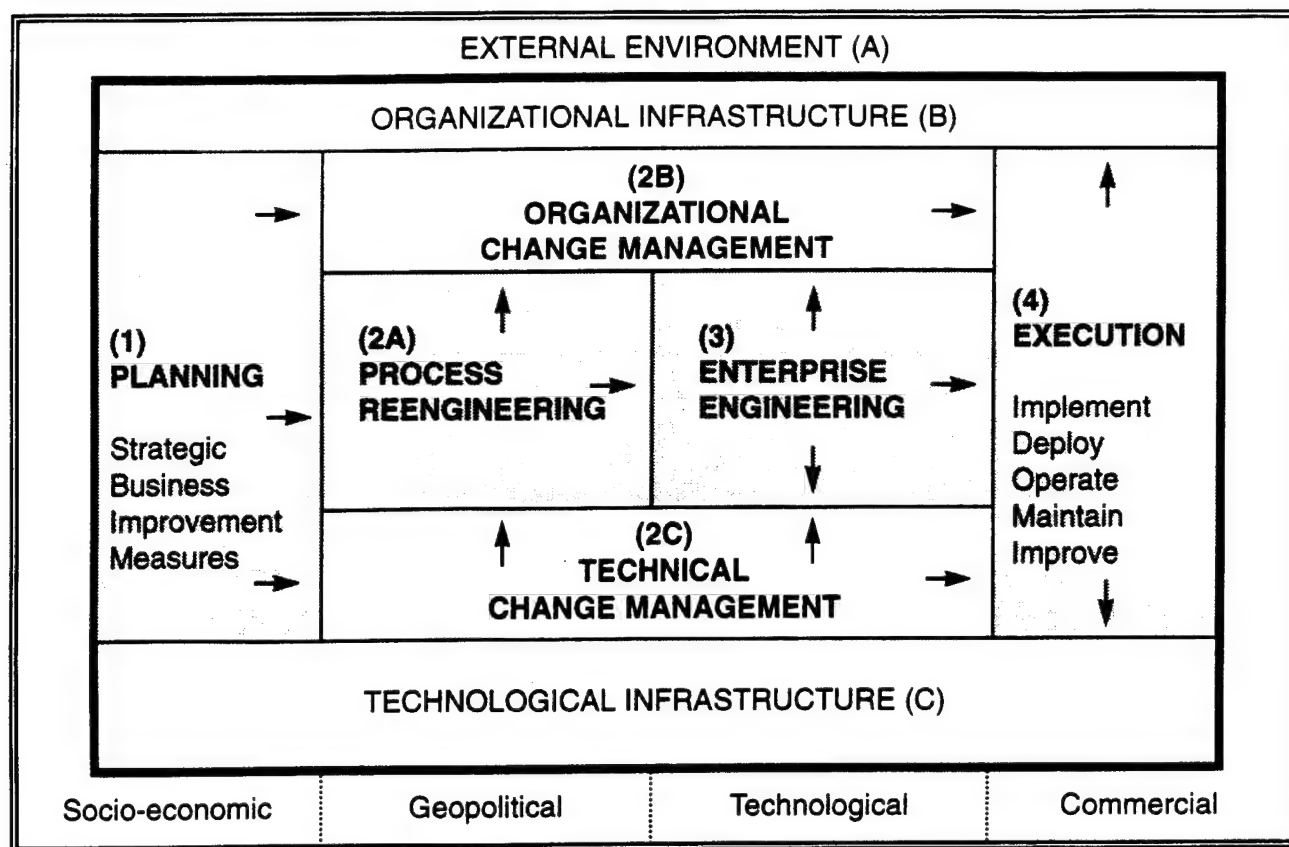 EXTERNAL ENVIRONMENT (A)
ORGANIZATIONAL INFRASTRUCTURE (B)
(2B)
ORGANIZATIONAL
CHANGE MANAGEMENT
(1)
PLANNING
Strategic
Business
Improvement
Measures
(2A)
PROCESS
REENGINEERING
(3)
ENTERPRISE
ENGINEERING
(4)
EXECUTION
Implement
Deploy
Operate
Maintain
Improve
(2C)
TECHNICAL
CHANGE MANAGEMENT
TECHNOLOGICAL INFRASTRUCTURE (C)
Socio-economic
Geopolitical
Technological
Commercial